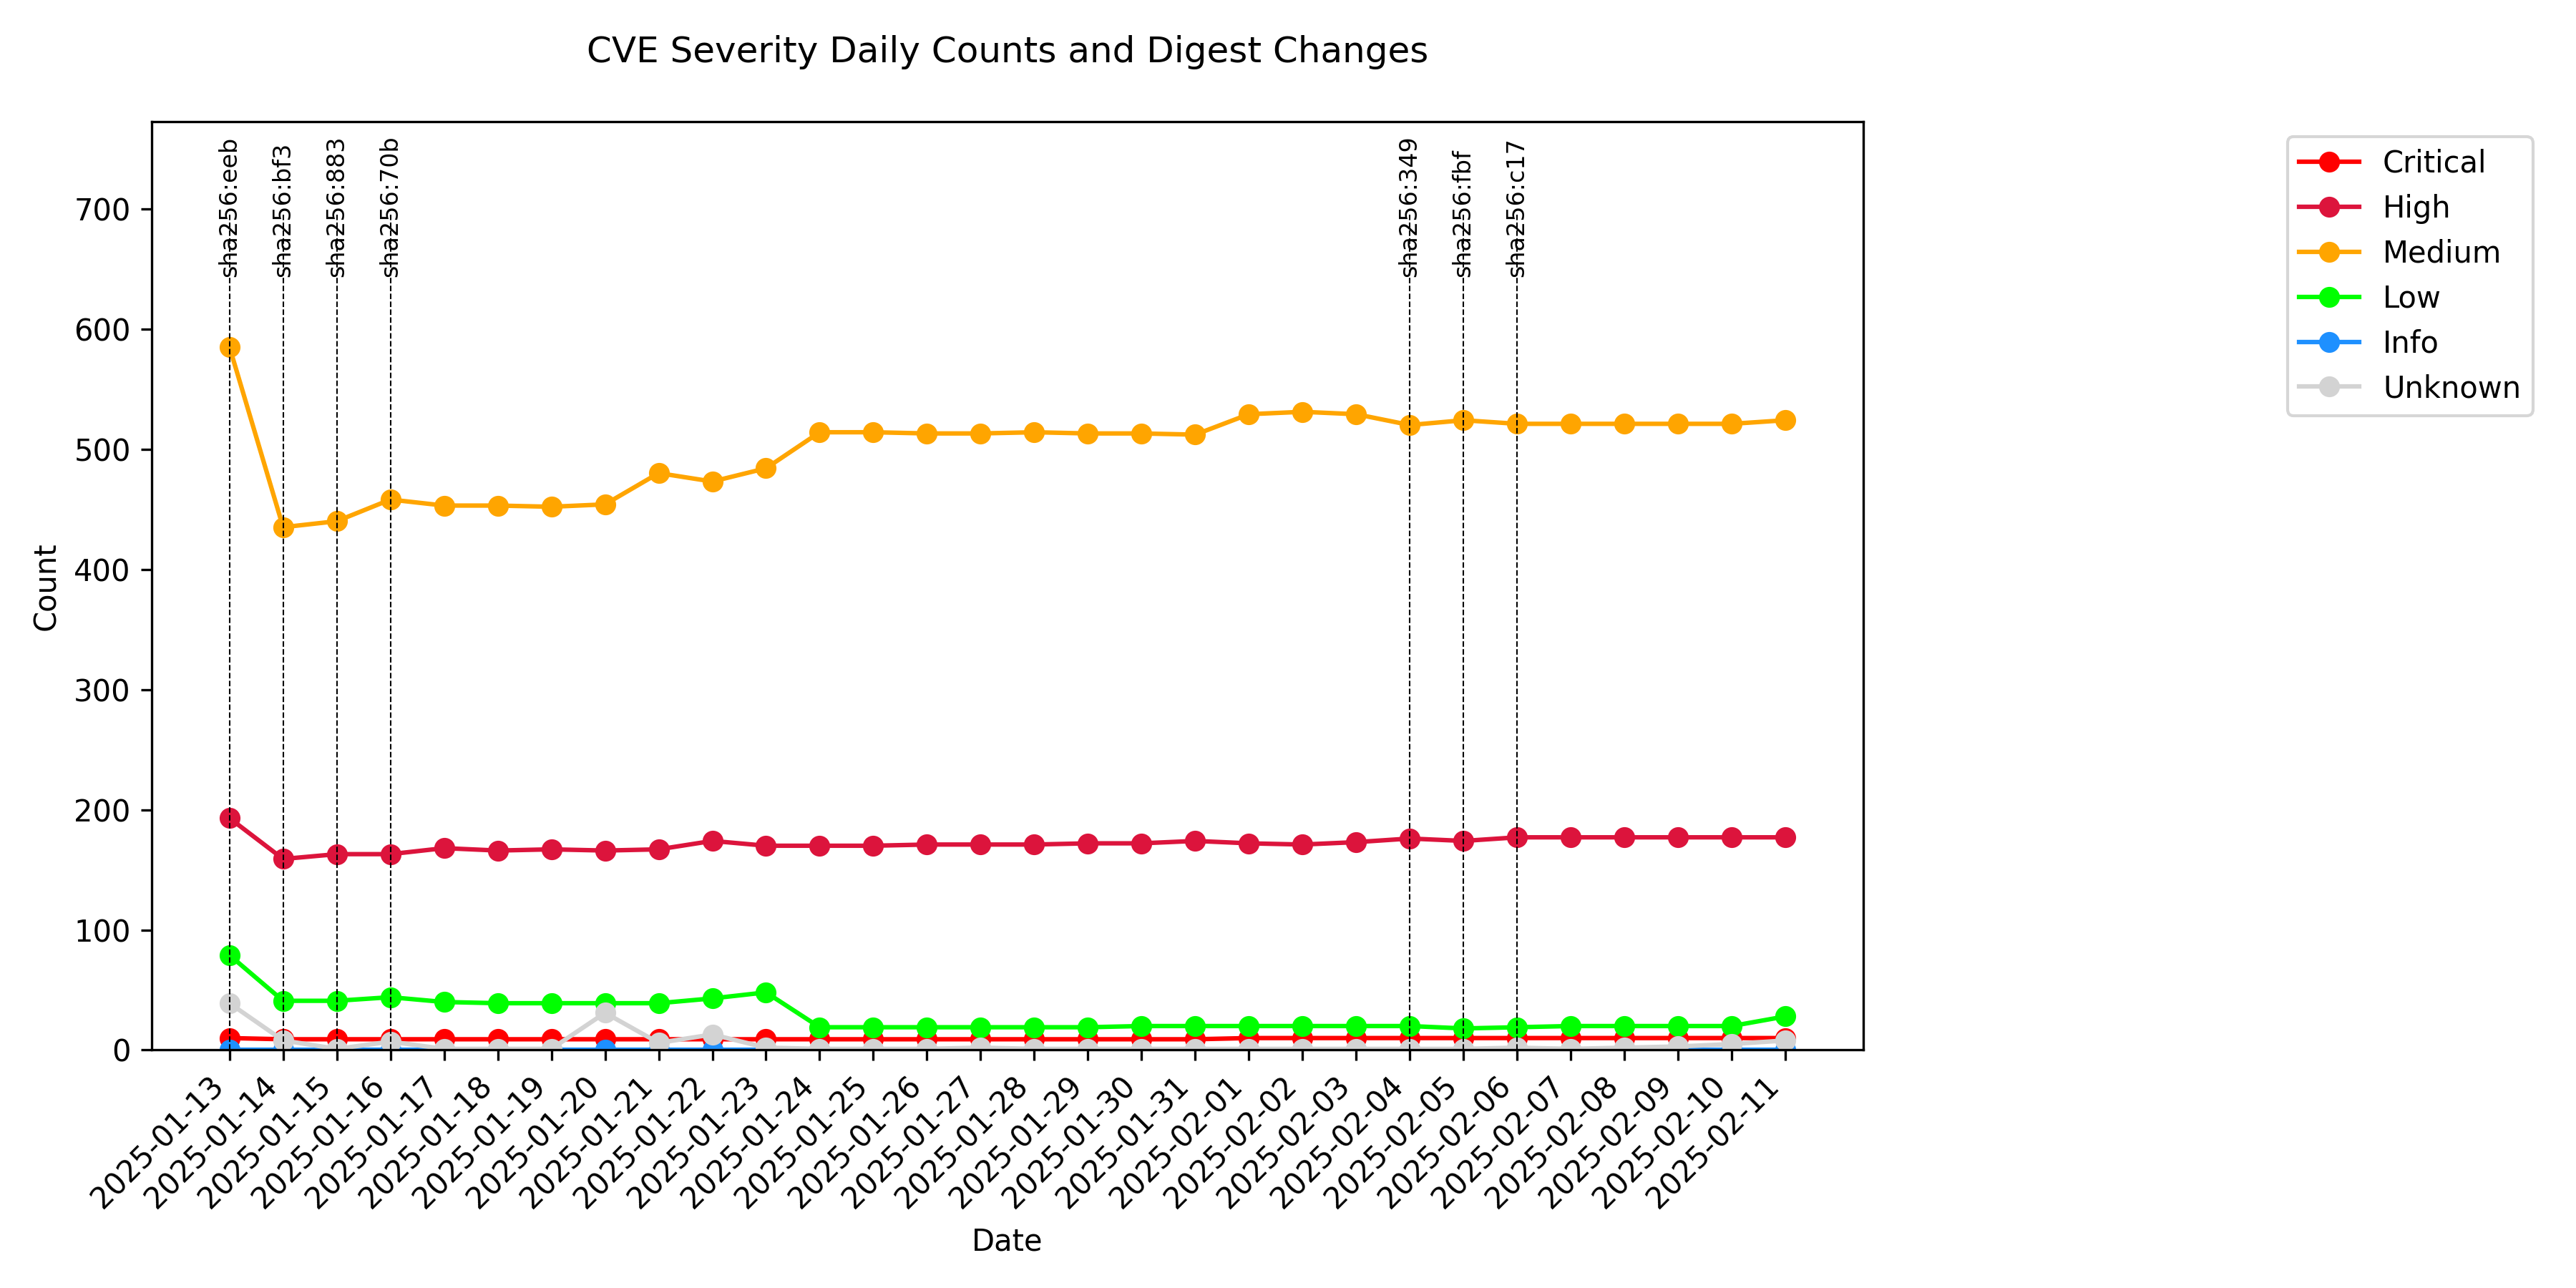 CVE Severity Daily Counts and Digest Changes
sha256:eeb
sha256:bf3
sha256:883
sha256:70b
sha256:349
sha256:fbf
sha256:c17
Critical
High
Medium
Low
Info
Unknown
Count
700
600
500
400
300
200
100
0
2025-01-13
2025-01-14
2025-01-15
2025-01-16
2025-01-17
2025-01-18
2025-01-19
2025-01-20
2025-01-21
2025-01-22
2025-01-23
2025-01-24
2025-01-25
2025-01-26
2025-01-27
2025-01-28
2025-01-29
2025-01-30
2025-01-31
2025-02-01
2025-02-02
2025-02-03
2025-02-04
2025-02-05
2025-02-06
2025-02-07
2025-02-08
2025-02-09
2025-02-10
2025-02-11
Date